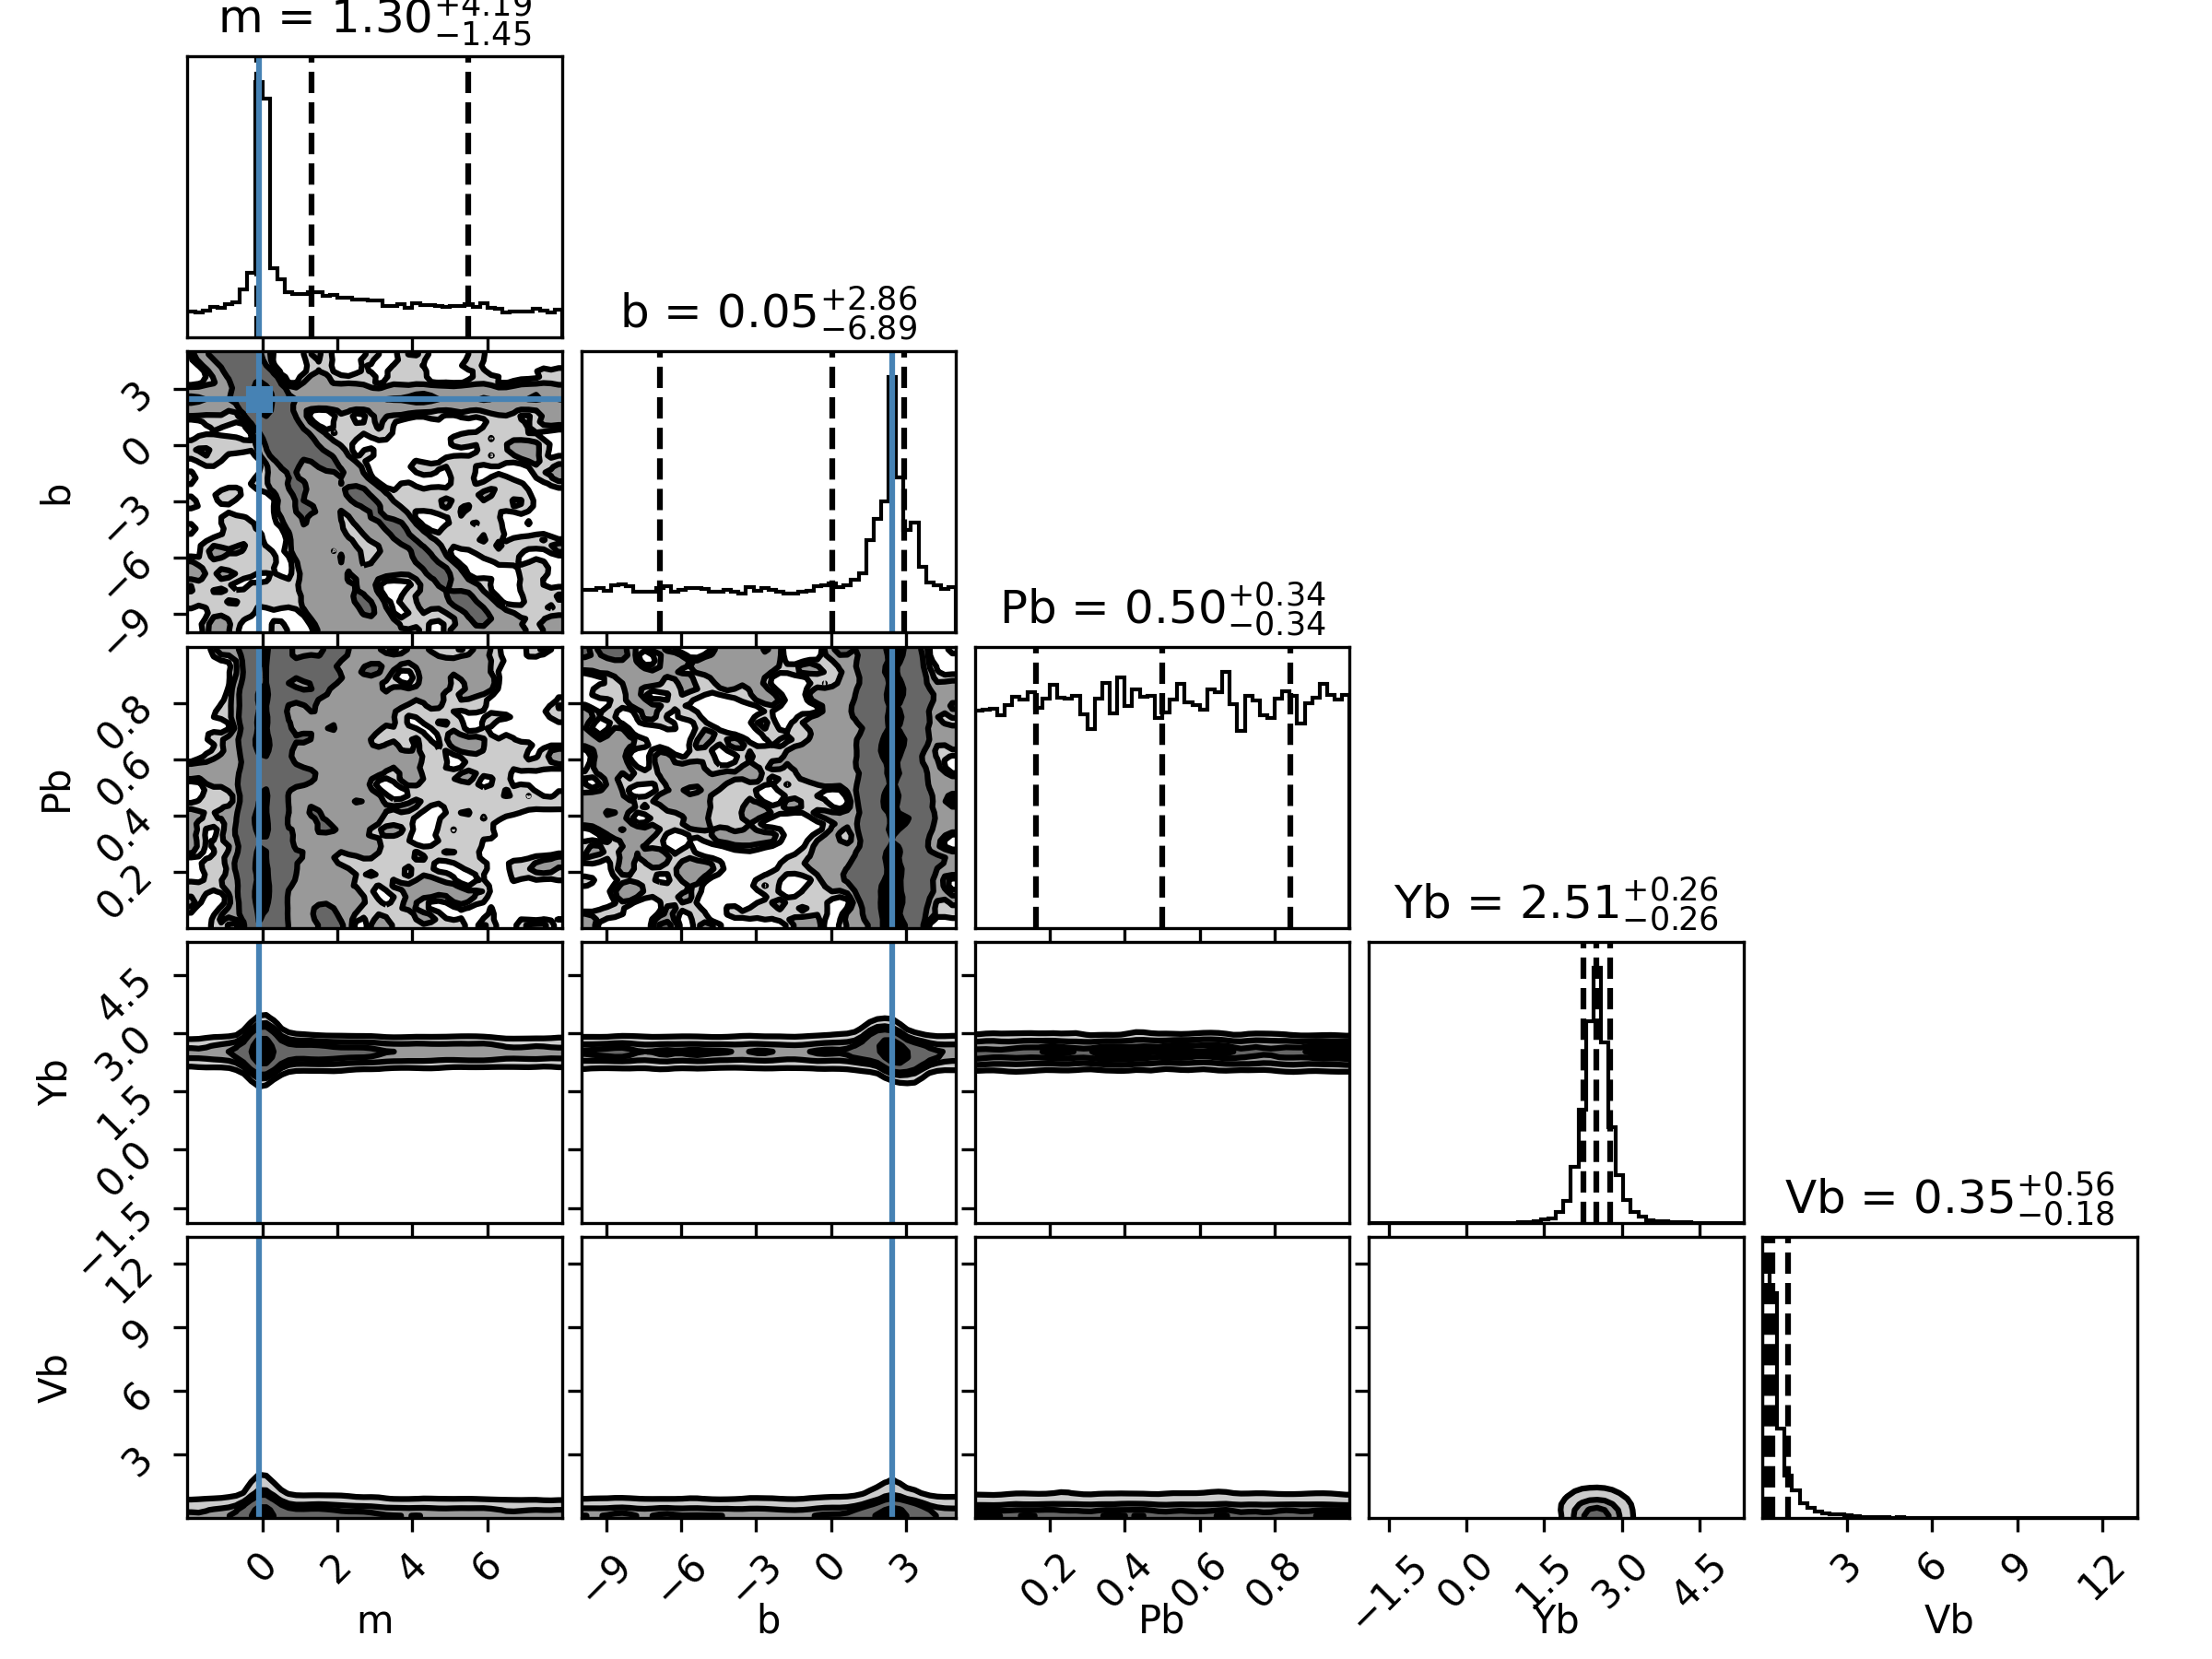 m = 1.30 +4.19 −1.45
b = 0.05 +2.86 −6.89
Pb = 0.50 +0.34 −0.34
Yb = 2.51 +0.26 −0.26
Vb = 0.35 +0.56 −0.18
b
3
0
−3
−6
−9
Pb
0.8
0.6
0.4
0.2
Yb
4.5
3.0
1.5
0.0
−1.5
Vb
12
9
6
3
0 2 4 6
−9 −6 −3 0 3
0.2 0.4 0.6 0.8
−1.5 0.0 1.5 3.0 4.5
3 6 9 12
m b Pb Yb Vb